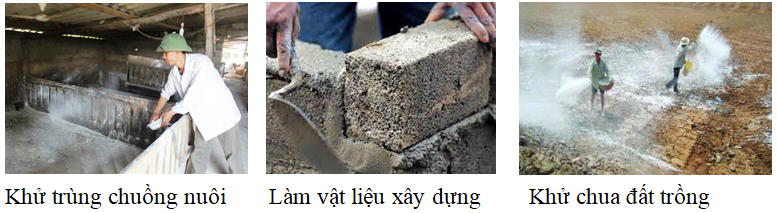 Khử trùng chuồng nuôi
Làm vật liệu xây dựng
Khử chua đất trồng